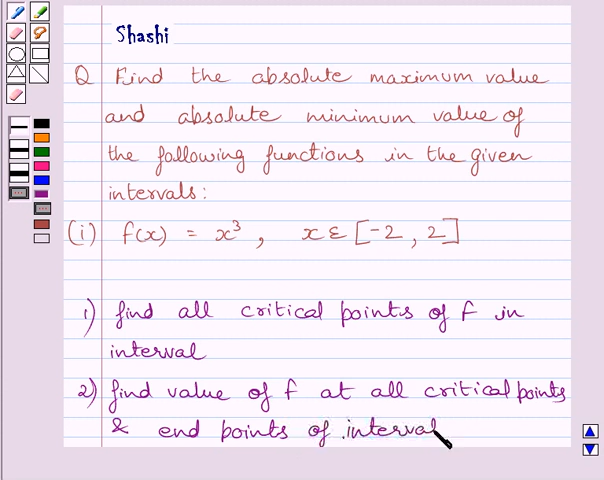 Shashi
Q Find the absolute maximum value
and absolute minimum value of
the following functions in the given
intervals:
(i) f(x) = x³, x ε [-2, 2]
1) find all critical points of f in
interval
2) find value of f at all critical points
& end points of interval